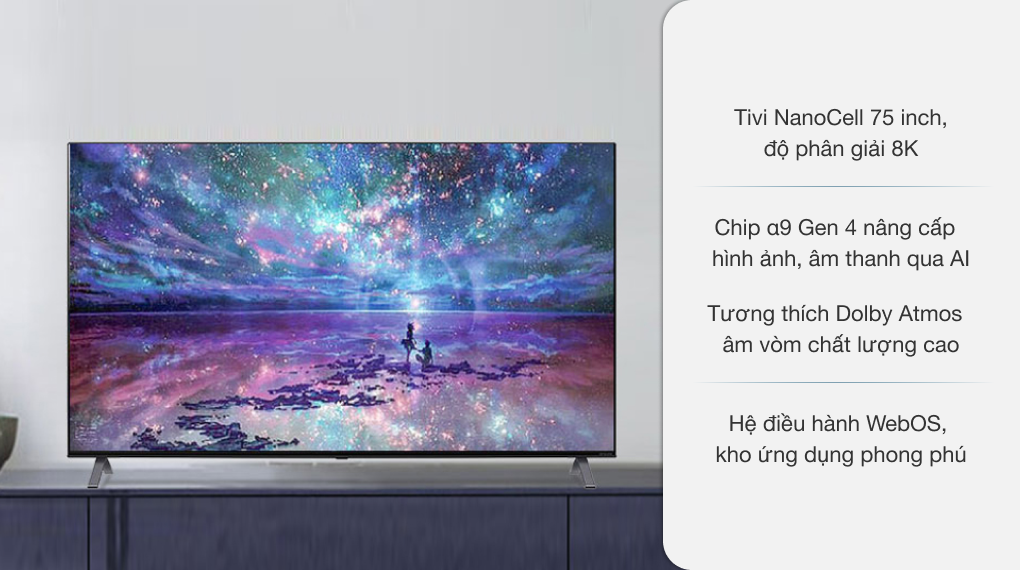 Tivi NanoCell 75 inch,
độ phân giải 8K
Chip α9 Gen 4 nâng cấp
hình ảnh, âm thanh qua AI
Tương thích Dolby Atmos
âm vòm chất lượng cao
Hệ điều hành WebOS,
kho ứng dụng phong phú